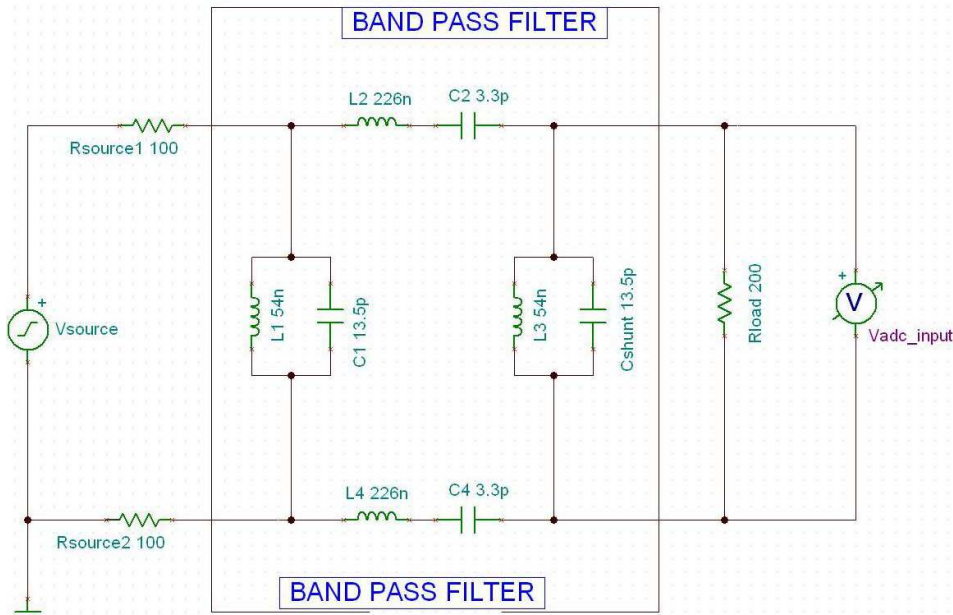 BAND PASS FILTER
L2 226n
C2 3.3p
Rsource1 100
L1 54n
C1 13.5p
L3 54n
Cshunt 13.5p
Rload 200
+
Vsource
+
V
Vadc_input
L4 226n
C4 3.3p
Rsource2 100
BAND PASS FILTER